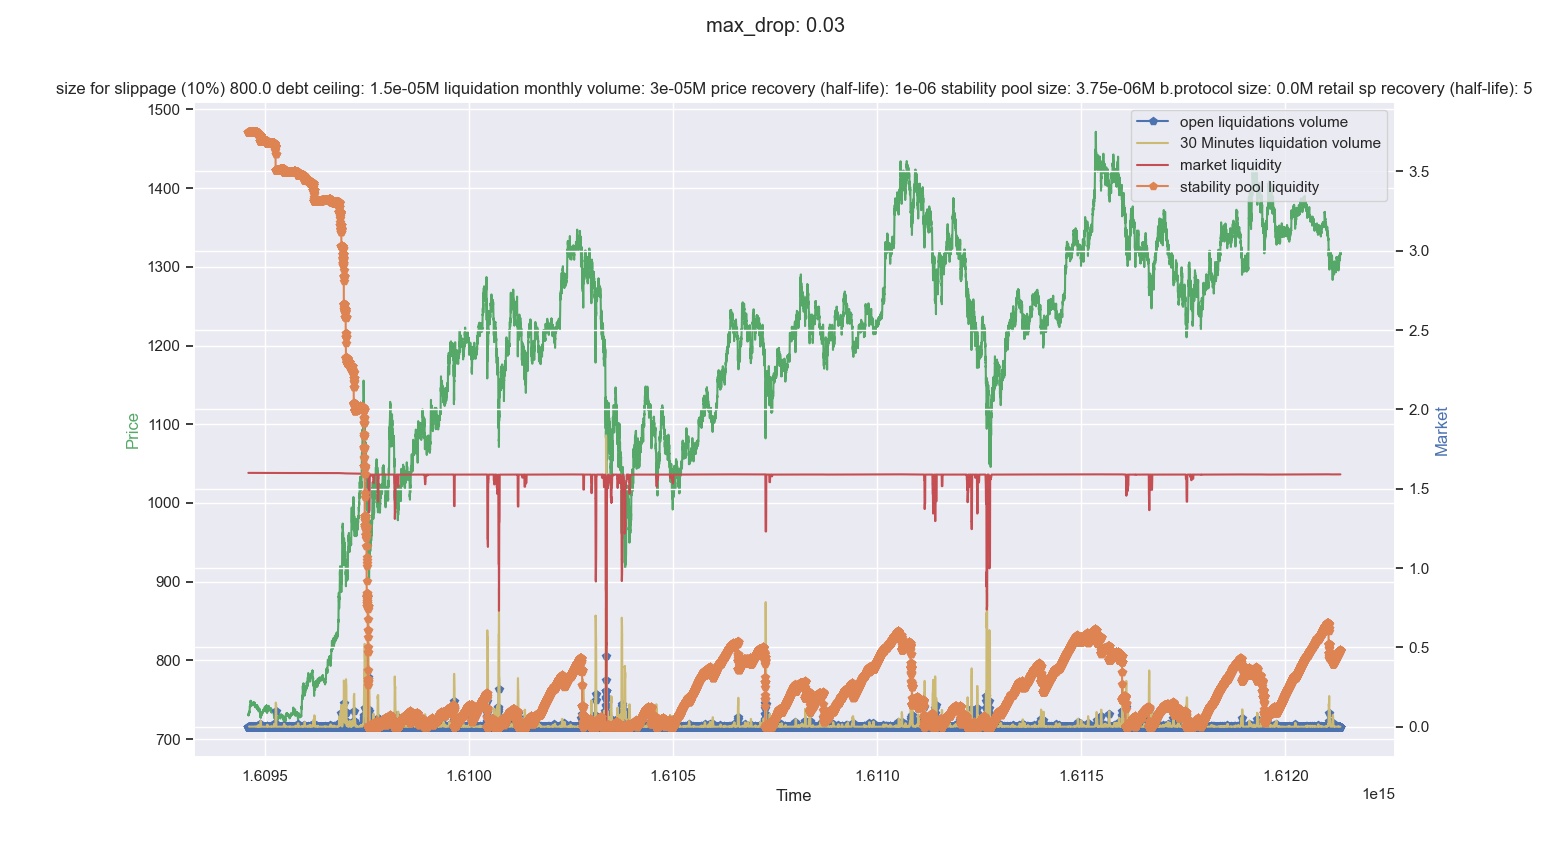 max_drop: 0.03
size for slippage (10%) 800.0 debt ceiling: 1.5e-05M liquidation monthly volume: 3e-05M price recovery (half-life): 1e-06 stability pool size: 3.75e-06M b.protocol size: 0.0M retail sp recovery (half-life): 5
open liquidations volume
30 Minutes liquidation volume
market liquidity
stability pool liquidity
1500
1400
1300
1200
1100
1000
900
800
700
Price
3.5
3.0
2.5
2.0
1.5
1.0
0.5
0.0
Market
1.6095 1.6100 1.6105 1.6110 1.6115 1.6120
Time
1e15